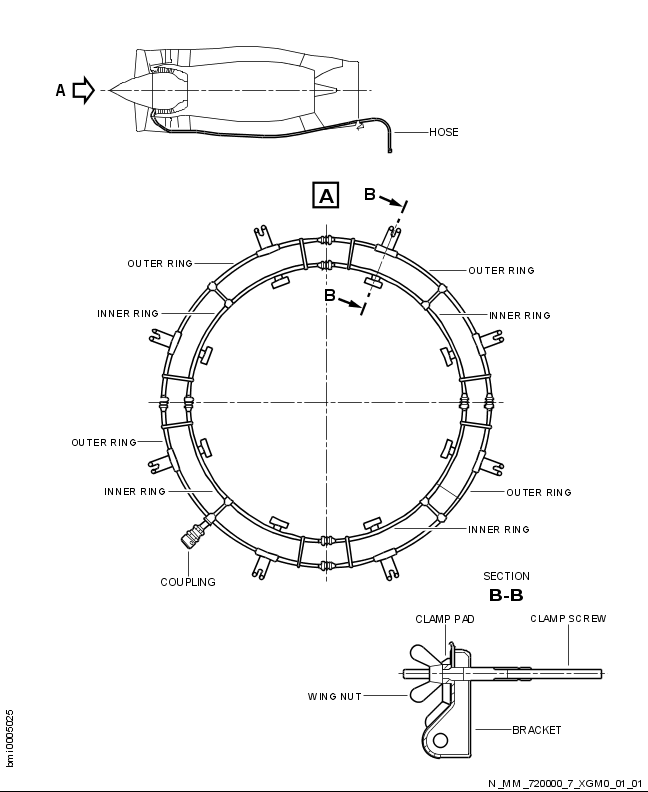 A
HOSE
A
B
OUTER RING
OUTER RING
B
INNER RING
INNER RING
OUTER RING
INNER RING
OUTER RING
INNER RING
COUPLING
SECTION
B-B
CLAMP PAD
CLAMP SCREW
WING NUT
BRACKET
bmi0005025
N_MM_720000_7_XGM0_01_01